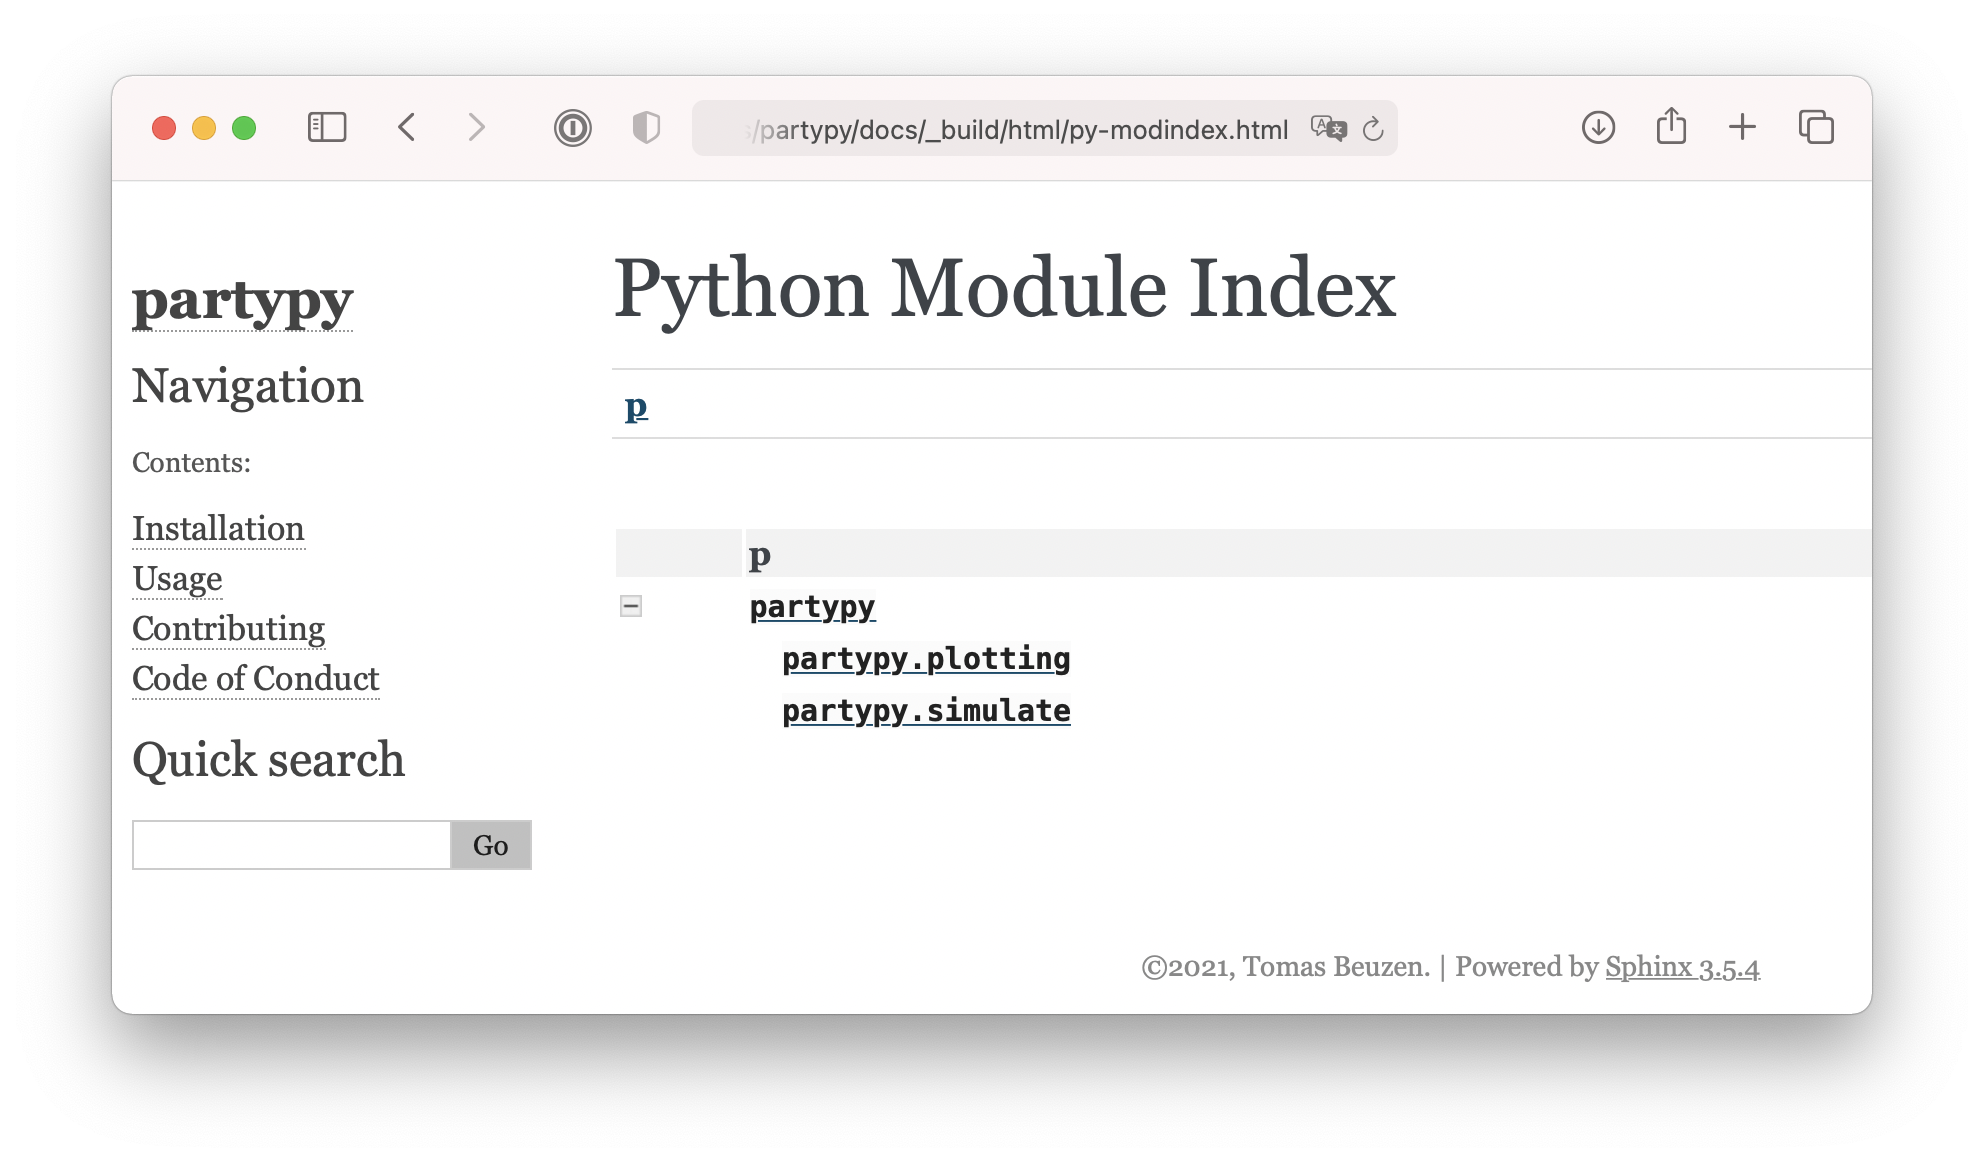 /partypy/docs/_build/html/py-modindex.html
partypy
Navigation
Contents:
Installation
Usage
Contributing
Code of Conduct
Quick search
Go
Python Module Index
p
p
partypy
partypy.plotting
partypy.simulate
©2021, Tomas Beuzen. | Powered by Sphinx 3.5.4